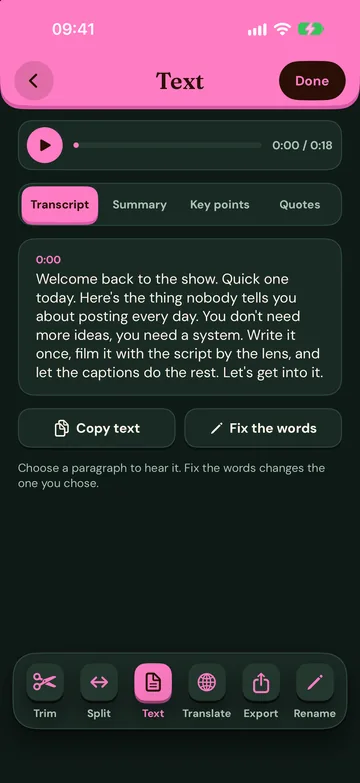 09:41
Text
Done
0:00 / 0:18
Transcript
Summary
Key points
Quotes
0:00
Welcome back to the show. Quick one
today. Here's the thing nobody tells you
about posting every day. You don't need
more ideas, you need a system. Write it
once, film it with the script by the lens, and
let the captions do the rest. Let's get into it.
Copy text
Fix the words
Choose a paragraph to hear it. Fix the words changes the
one you chose.
Trim
Split
Text
Translate
Export
Rename